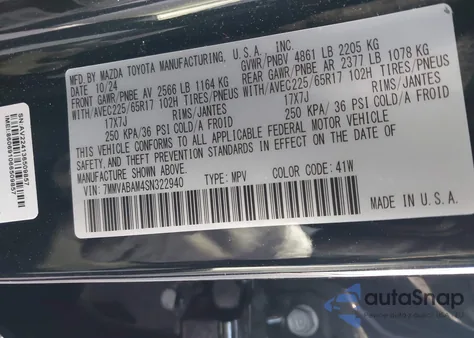 MFD. BY MAZDA TOYOTA MANUFACTURING, U.S.A., INC.
DATE 10/24 GVWR/PNBV 4861 LB 2205 KG
FRONT GAWR/PNBE AV 2566 LB 1164 KG REAR GAWR/PNBE AR 2377 LB 1078 KG
WITH/AVEC225/65R17 102H TIRES/PNEUS WITH/AVEC225/65R17 102H TIRES/PNEUS
17X7J RIMS/JANTES 17X7J RIMS/JANTES
250 KPA/36 PSI COLD/A FROID 250 KPA/ 36 PSI COLD/A FROID
THIS VEHICLE CONFORMS TO ALL APPLICABLE FEDERAL MOTOR VEHICLE
SAFETY, AND THEFT PREVENTION STANDARDS IN EFFECT ON THE DATE OF
MANUFACTURE SHOWN ABOVE.
VIN: 7MMVABAM4SN322940 TYPE: MPV COLOR CODE: 41W
MADE IN U.S.A.
autoSnap